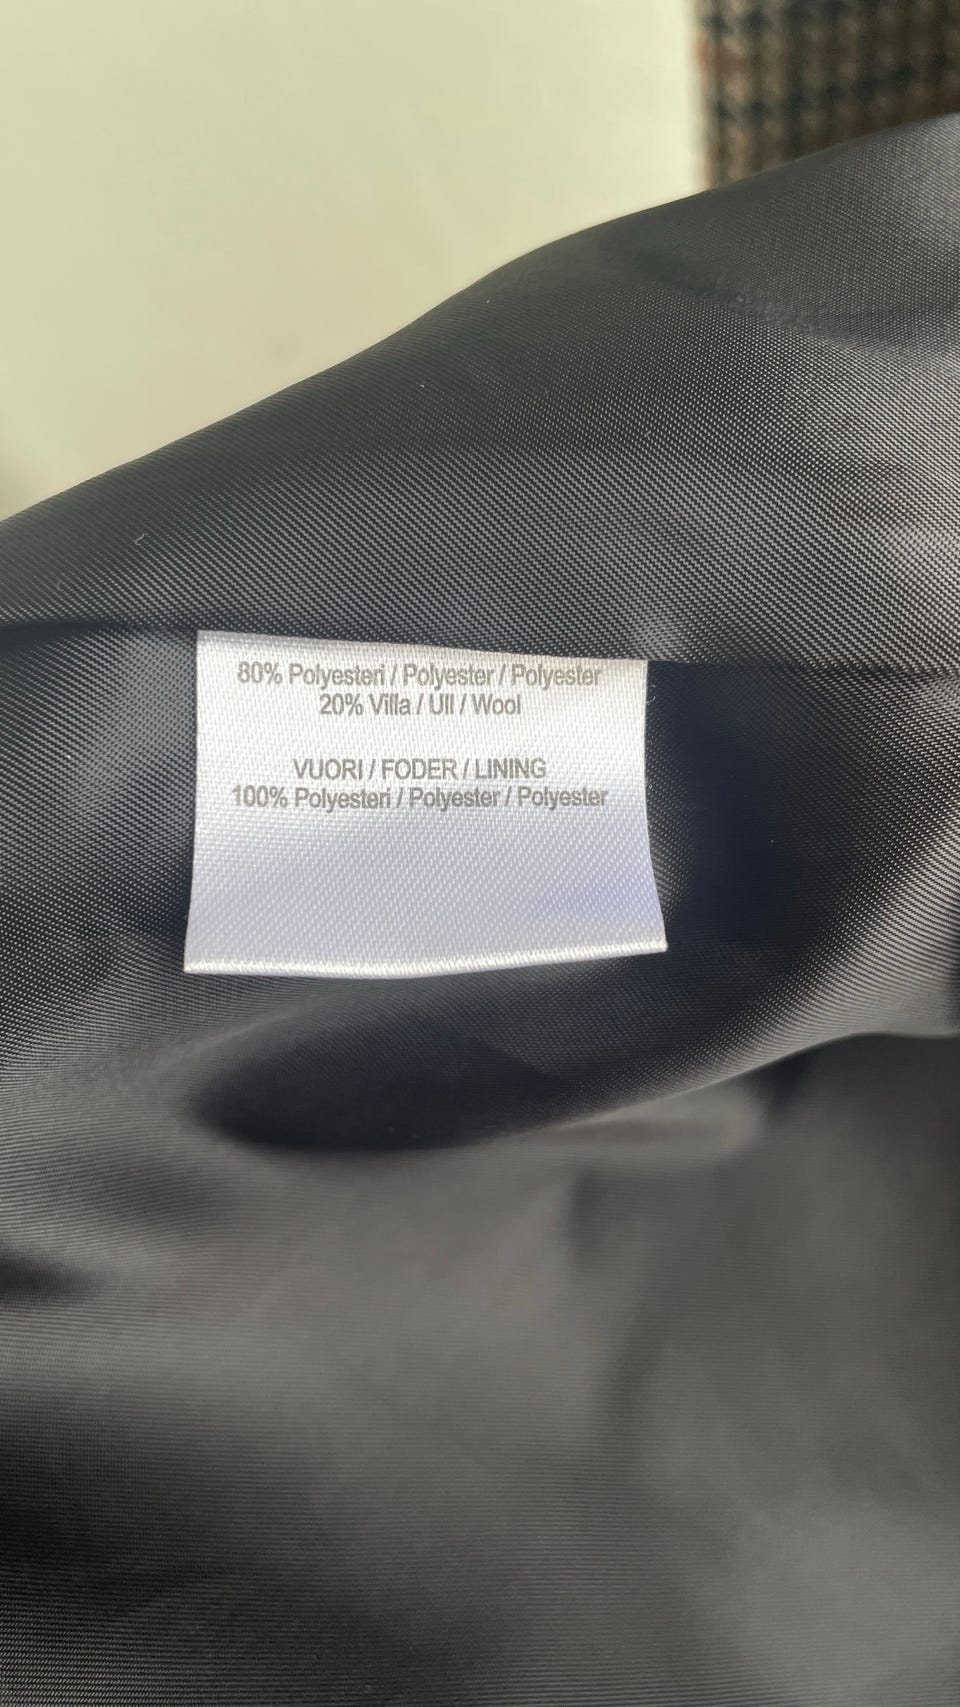 80% Polyesteri / Polyester / Polyester
20% Villa / Ull / Wool
VUORI / FODER / LINING
100% Polyesteri / Polyester / Polyester